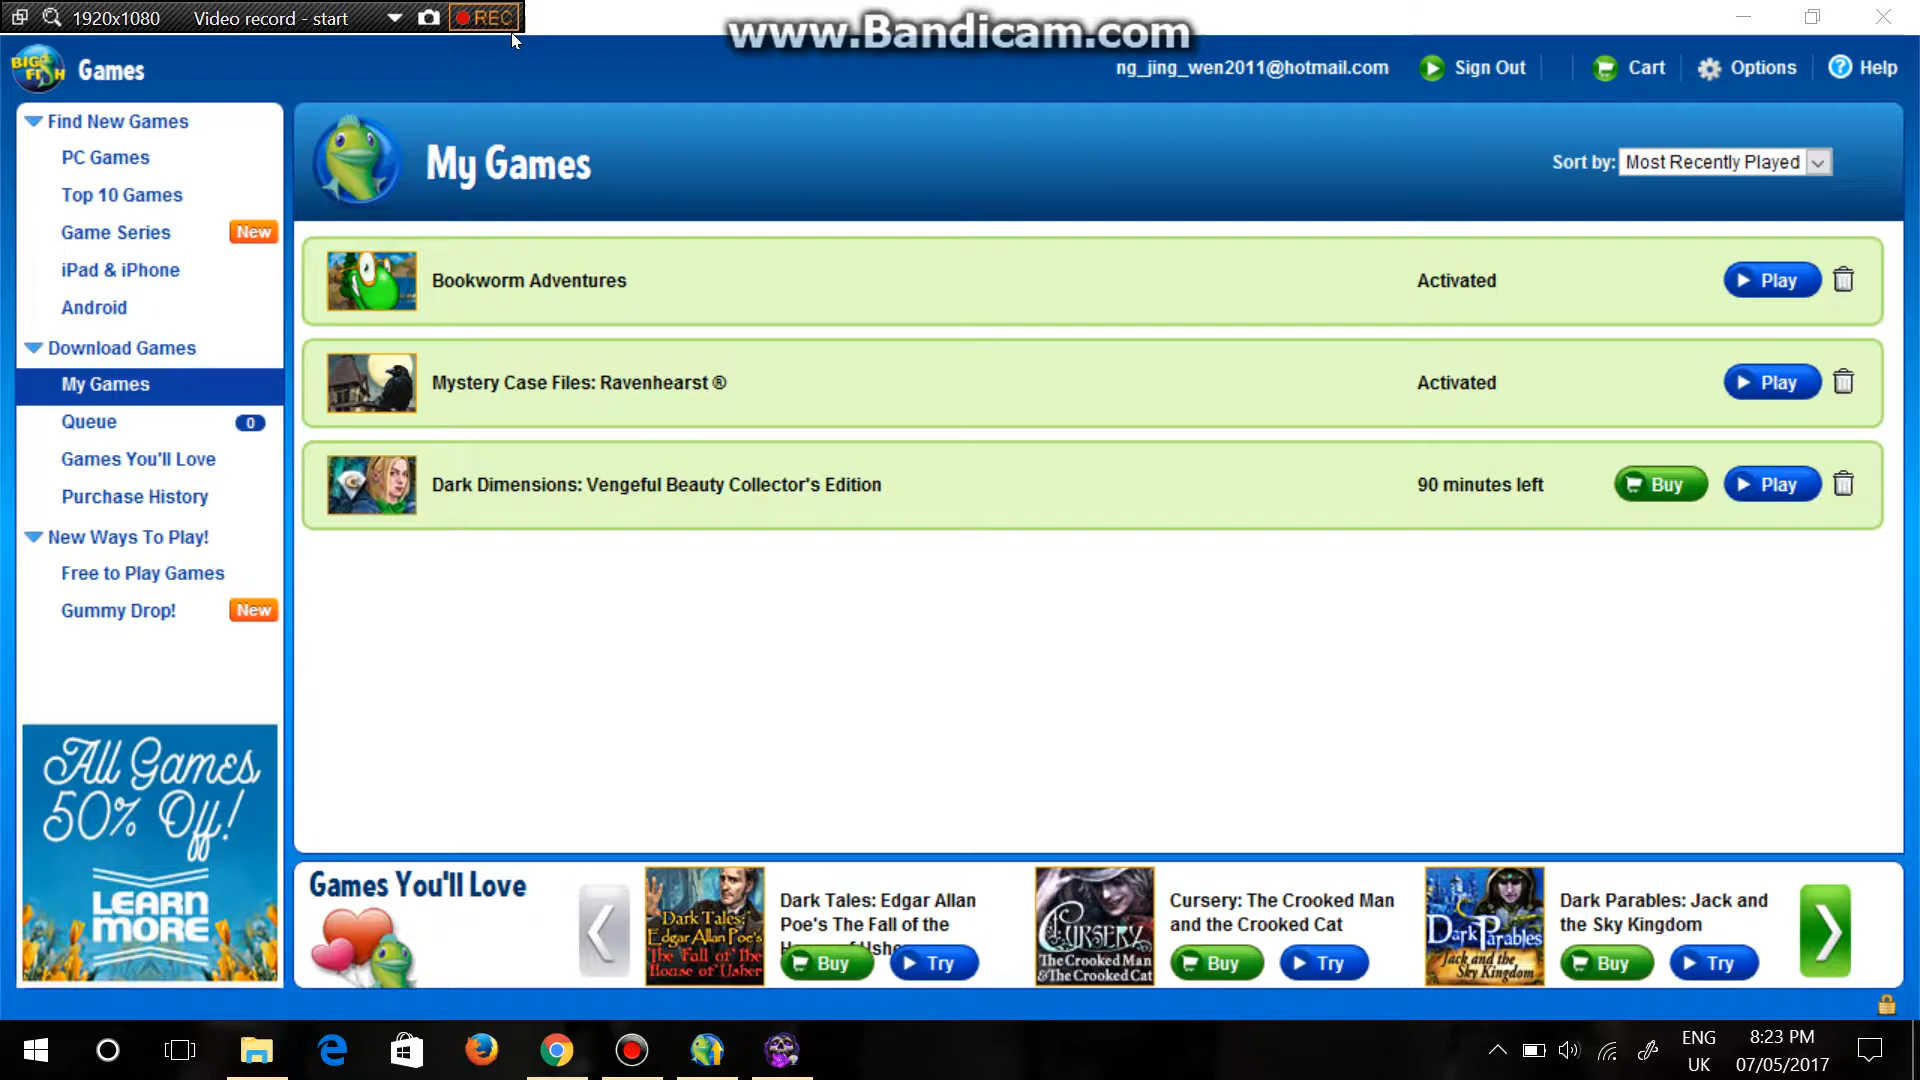 1920x1080 Video record - start REC
www.Bandicam.com
BIG FISH Games
ng_jing_wen2011@hotmail.com Sign Out Cart Options Help
Find New Games
PC Games
Top 10 Games
Game Series New
iPad & iPhone
Android
Download Games
My Games
Queue 0
Games You'll Love
Purchase History
New Ways To Play!
Free to Play Games
Gummy Drop! New
All Games
50% Off!
LEARN
MORE
My Games
Sort by: Most Recently Played
Bookworm Adventures Activated Play
Mystery Case Files: Ravenhearst ® Activated Play
Dark Dimensions: Vengeful Beauty Collector's Edition 90 minutes left Buy Play
Games You'll Love
Dark Tales:
Edgar Allan Poe's
The Fall of the
House of Usher
Dark Tales: Edgar Allan
Poe's The Fall of the
Buy Try
CURSERY
The Crooked Man
& The Crooked Cat
Cursery: The Crooked Man
and the Crooked Cat
Buy Try
Dark Parables
Jack and the
Sky Kingdom
Dark Parables: Jack and
the Sky Kingdom
Buy Try
ENG
UK
8:23 PM
07/05/2017